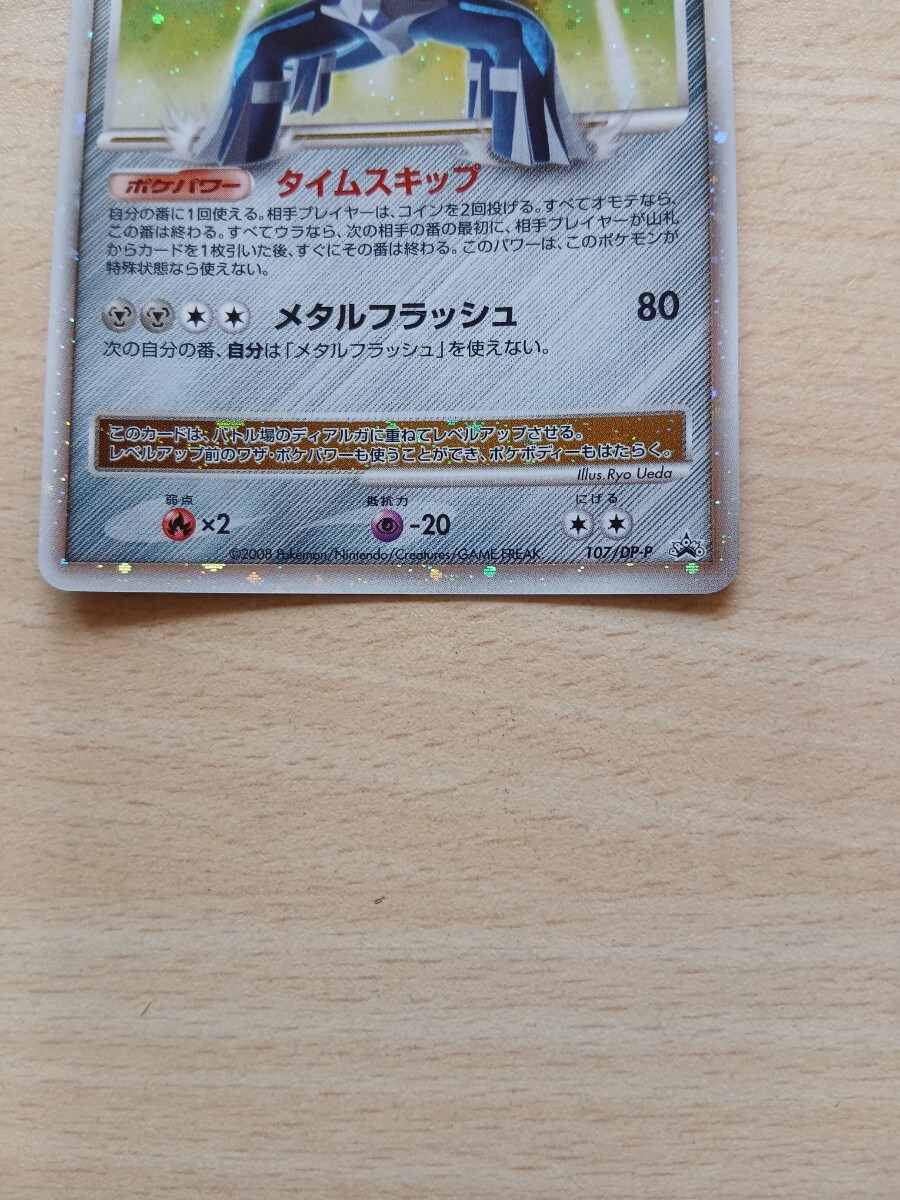 ポケパワー タイムスキップ
自分の番に1回使える。相手プレイヤーは、コインを2回投げる。すべてオモテなら、
この番は終わる。すべてウラなら、次の相手の番の最初に、相手プレイヤーが山札
からカードを1枚引いた後、すぐにその番は終わる。このパワーは、このポケモンが
特殊状態なら使えない。
メタルフラッシュ 80
次の自分の番、自分は「メタルフラッシュ」を使えない。
このカードは、バトル場のディアルガに重ねてレベルアップさせる。
レベルアップ前のワザ・ポケパワーも使うことができ、ポケボディーもはたらく。
Illus.Ryo Ueda
弱点 抵抗力 にげる
×2 -20
©2008 Pokémon/Nintendo/Creatures/GAME FREAK. 107/DP-P